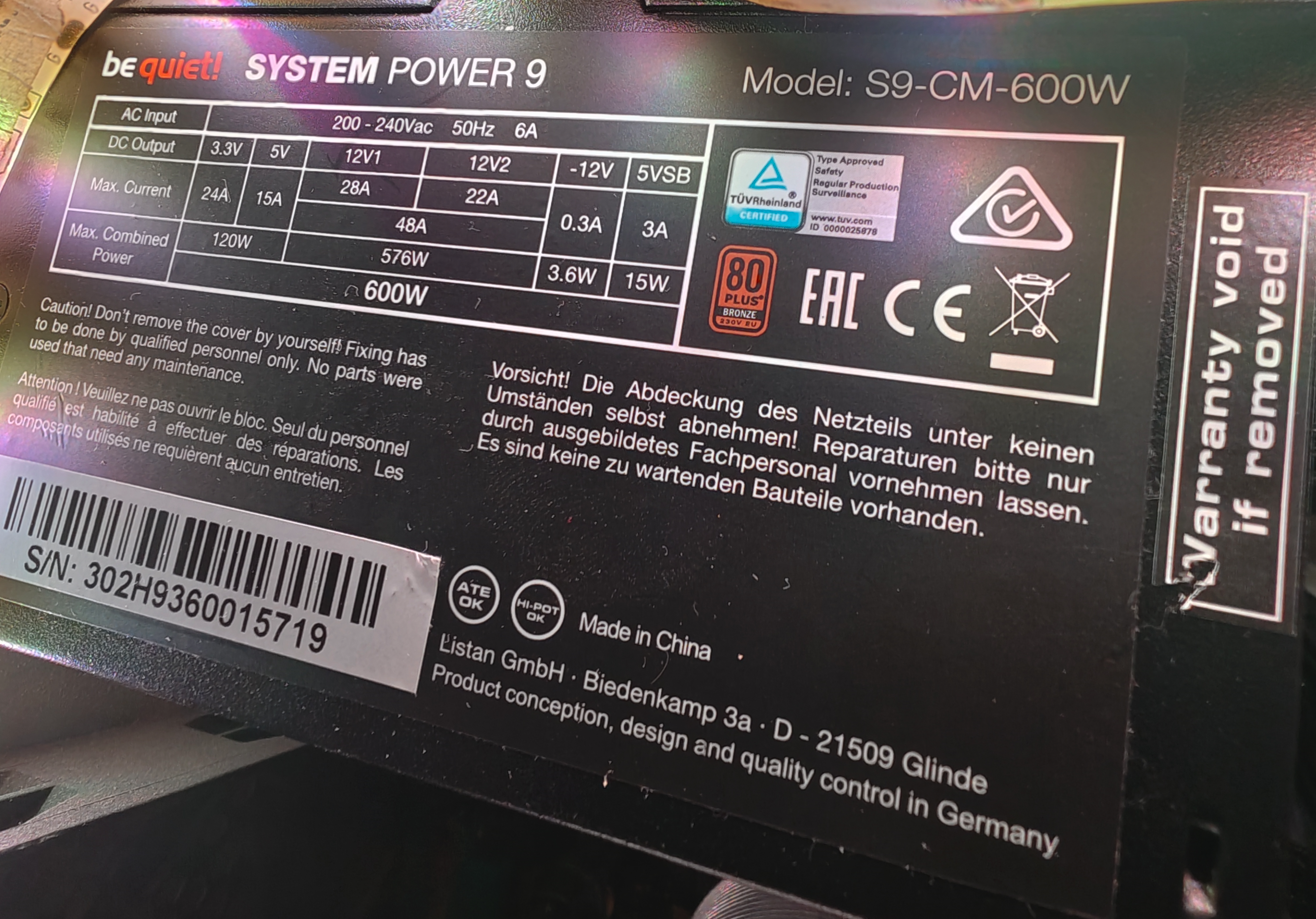 be quiet! SYSTEM POWER 9
Model: S9-CM-600W
AC Input 200 - 240Vac 50Hz 6A
DC Output 3.3V 5V 12V1 12V2 -12V 5VSB
Max. Current 24A 15A 28A 22A 0.3A 3A
48A
Max. Combined Power 120W 576W 3.6W 15W
600W
TÜVRheinland®
CERTIFIED
Type Approved
Safety
Regular Production
Surveillance
www.tuv.com
ID 0000025878
80
PLUS
BRONZE
230V EU
EAC CE
Caution! Don't remove the cover by yourself! Fixing has
to be done by qualified personnel only. No parts were
used that need any maintenance.
Attention ! Veuillez ne pas ouvrir le bloc. Seul du personnel
qualifié est habilité à effectuer des réparations. Les
composants utilisés ne requièrent aucun entretien.
Vorsicht! Die Abdeckung des Netzteils unter keinen
Umständen selbst abnehmen! Reparaturen bitte nur
durch ausgebildetes Fachpersonal vornehmen lassen.
Es sind keine zu wartenden Bauteile vorhanden.
S/N: 302H9360015719
ATE
OK
HI-POT
OK
Made in China
Listan GmbH · Biedenkamp 3a · D - 21509 Glinde
Product conception, design and quality control in Germany
Warranty void
if removed